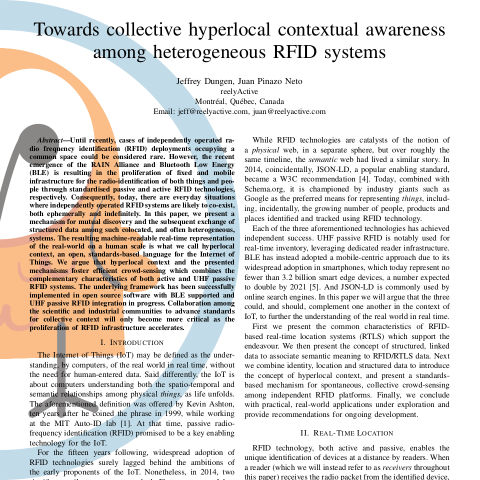 Towards collective hyperlocal contextual awareness
among heterogeneous RFID systems
Jeffrey Dungen, Juan Pinazo Neto
reelyActive
Montréal, Québec, Canada
Email: jeff@reelyactive.com, juan@reelyactive.com
Abstract—Until recently, cases of independently operated ra-
dio frequency identification (RFID) deployments occupying a
common space could be considered rare. However, the recent
emergence of the RAIN Alliance and Bluetooth Low Energy
(BLE) is resulting in the proliferation of fixed and mobile
infrastructure for the radio-identification of both things and peo-
ple through standardised passive and active RFID technologies,
respectively. Consequently, today, there are everyday situations
where independently operated RFID systems are likely to co-exist,
both ephemerally and indefinitely. In this paper, we present a
mechanism for mutual discovery and the subsequent exchange of
structured data among such co-located, and often heterogeneous,
systems. The resulting machine-readable real-time representation
of the real-world on a human scale is what we call hyperlocal
context, an open, standards-based language for the Internet of
Things. We argue that hyperlocal context and the presented
mechanisms foster efficient crowd-sensing which combines the
complementary characteristics of both active and UHF passive
RFID systems. The underlying framework has been successfully
implemented in open source software with BLE supported and
UHF passive RFID integration in progress. Collaboration among
the scientific and industrial communities to advance standards
for collective context will only become more critical as the
proliferation of RFID infrastructure accelerates.
I. INTRODUCTION
The Internet of Things (IoT) may be defined as the under-
standing, by computers, of the real world in real time, without
the need for human-entered data. Said differently, the IoT is
about computers understanding both the spatio-temporal and
semantic relationships among physical things, as life unfolds.
The aforementioned definition was offered by Kevin Ashton,
ten years after he coined the phrase in 1999, while working
at the MIT Auto-ID lab [1]. At that time, passive radio-
frequency identification (RFID) promised to be a key enabling
technology for the IoT.
For the fifteen years following, widespread adoption of
RFID technologies surely lagged behind the ambitions of
the early proponents of the IoT. Nonetheless, in 2014, two
While RFID technologies are catalysts of the notion of
a physical web, in a separate sphere, but over roughly the
same timeline, the semantic web had lived a similar story. In
2014, coincidentally, JSON-LD, a popular enabling standard,
became a W3C recommendation [4]. Today, combined with
Schema.org, it is championed by industry giants such as
Google as the preferred means for representing things, includ-
ing, incidentally, the growing number of people, products and
places identified and tracked using RFID technology.
Each of the three aforementioned technologies has achieved
independent success. UHF passive RFID is notably used for
real-time inventory, leveraging dedicated reader infrastructure.
BLE has instead adopted a mobile-centric approach due to its
widespread adoption in smartphones, which today represent no
fewer than 3.2 billion smart edge devices, a number expected
to double by 2021 [5]. And JSON-LD is commonly used by
online search engines. In this paper we will argue that the three
could, and should, complement one another in the context of
IoT, to further the understanding of the real world in real time.
First we present the common characteristics of RFID-
based real-time location systems (RTLS) which support the
endeavour. We then present the concept of structured, linked
data to associate semantic meaning to RFID/RTLS data. Next
we combine identity, location and structured data to introduce
the concept of hyperlocal context, and present a standards-
based mechanism for spontaneous, collective crowd-sensing
among independent RFID platforms. Finally, we conclude
with practical, real-world applications under exploration and
provide recommendations for ongoing development.
II. REAL-TIME LOCATION
RFID technology, both active and passive, enables the
unique identification of devices at a distance by readers. When
a reader (which we will instead refer to as receivers throughout
this paper) receives the radio packet from the identified device,